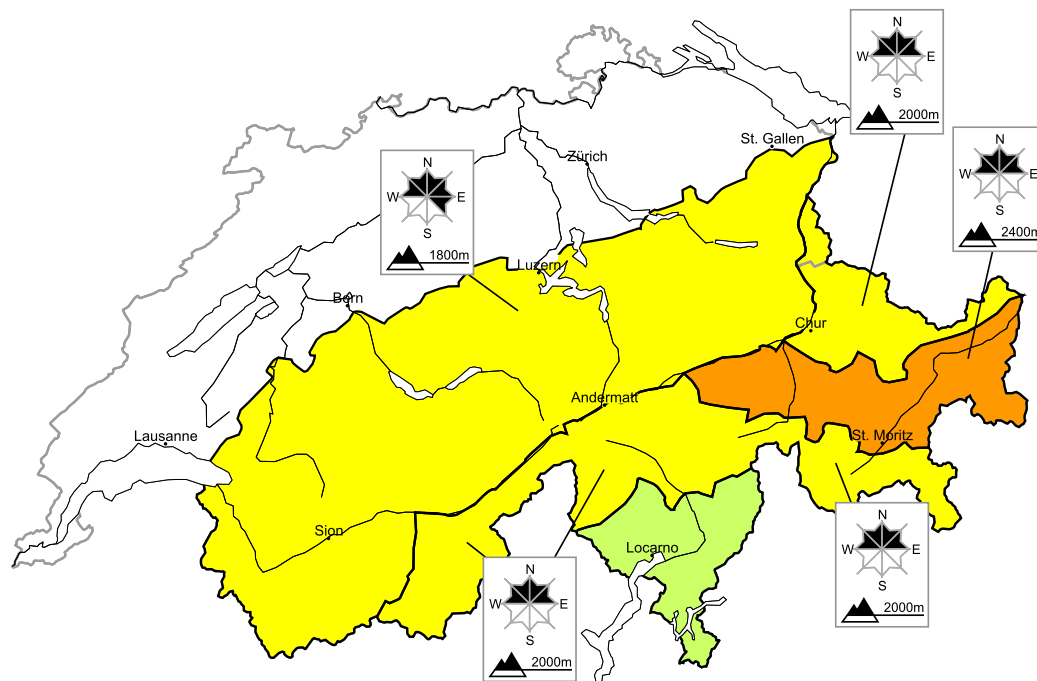 N
W E
S
2000m
N
W E
S
2400m
St. Gallen
Zürich
N
W E
S
1800m
Luzern
Bern
Chur
Andermatt
Lausanne
St. Moritz
Sion
Locarno
N
W E
S
2000m
N
W E
S
2000m